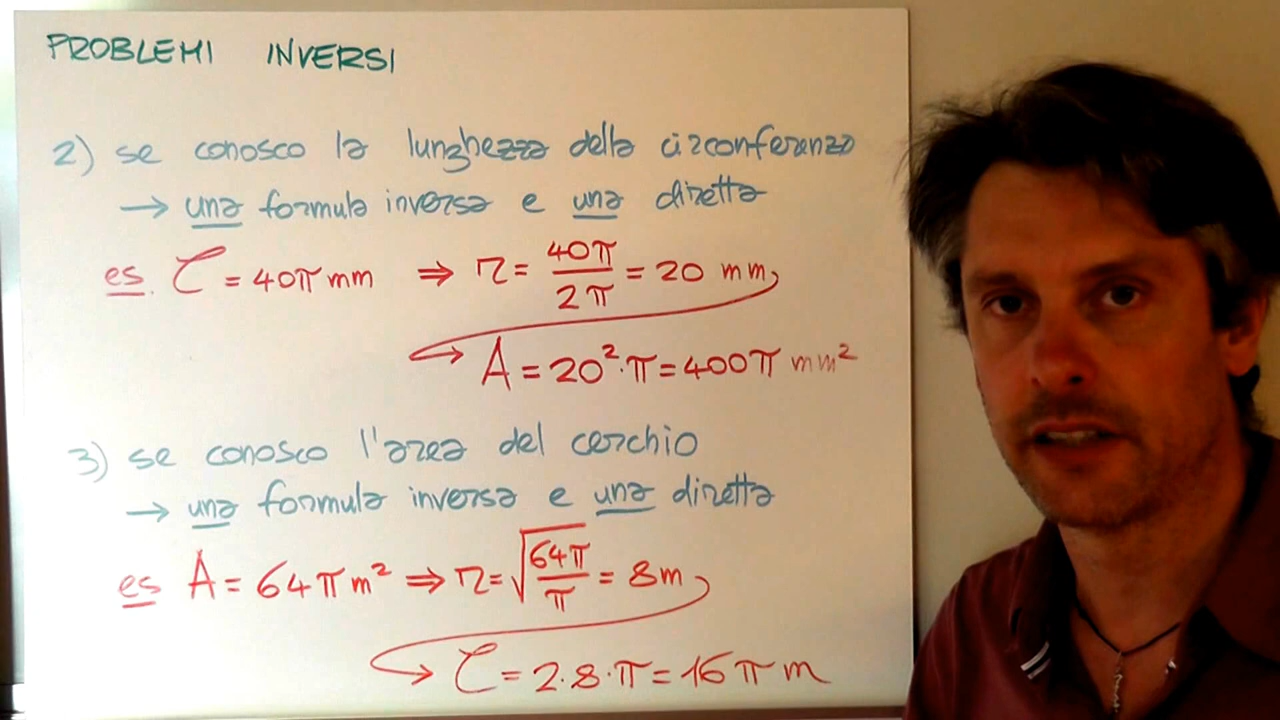 PROBLEMI INVERSI
2) se conosco la lunghezza della circonferenza
→ una formula inversa e una diretta
es. C = 40π mm ⇒ r = 40π / 2π = 20 mm
→ A = 20²·π = 400π mm²
3) se conosco l'area del cerchio
→ una formula inversa e una diretta
es A = 64π m² ⇒ r = √(64π / π) = 8m
→ C = 2·8·π = 16π m